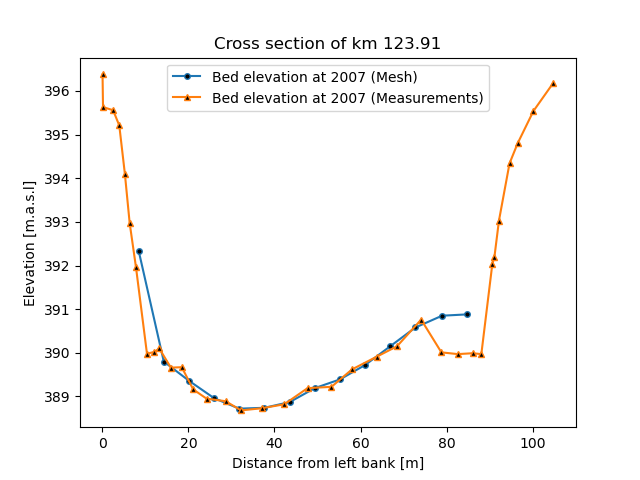 Cross section of km 123.91
Bed elevation at 2007 (Mesh)
Bed elevation at 2007 (Measurements)
396
395
394
393
392
391
390
389
Elevation [m.a.s.l]
0 20 40 60 80 100
Distance from left bank [m]